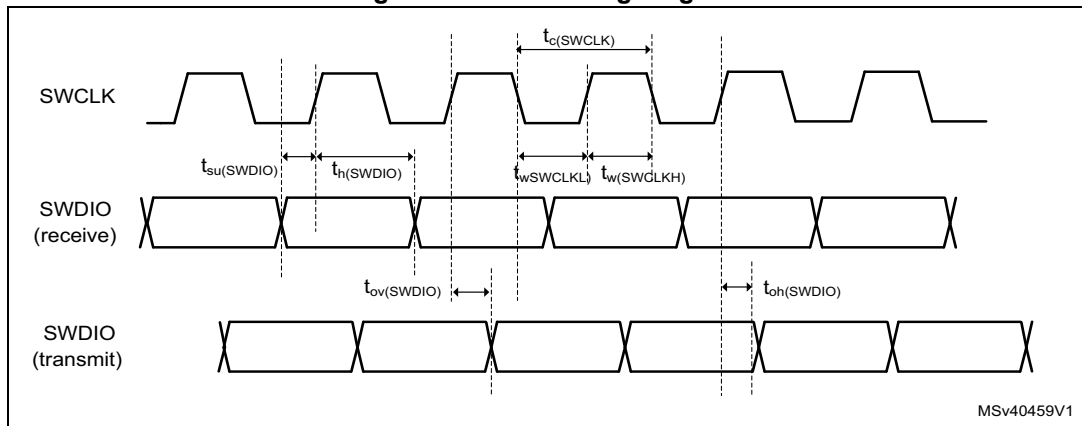 tc(SWCLK)
SWCLK
tsu(SWDIO) th(SWDIO) twSWCLKL) tw(SWCLKH)
SWDIO
(receive)
tov(SWDIO) toh(SWDIO)
SWDIO
(transmit)
MSv40459V1